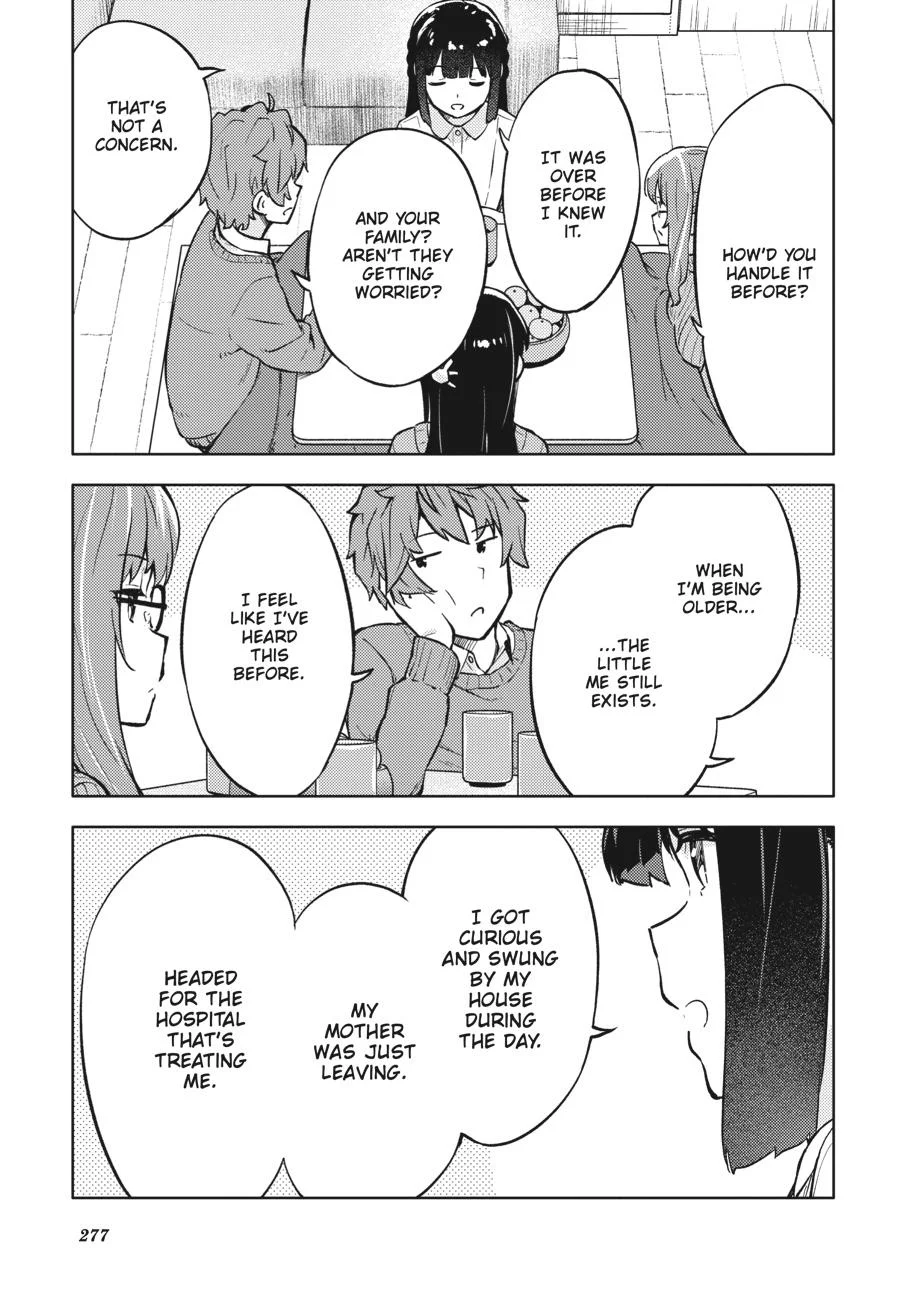 HOW'D YOU
HANDLE IT
BEFORE?
IT WAS
OVER
BEFORE
I KNEW
IT.
AND YOUR
FAMILY?
AREN'T THEY
GETTING
WORRIED?
THAT'S
NOT A
CONCERN.
WHEN
I'M BEING
OLDER...
...THE
LITTLE
ME STILL
EXISTS.
I FEEL
LIKE I'VE
HEARD
THIS
BEFORE.
I GOT
CURIOUS
AND SWUNG
BY MY
HOUSE
DURING
THE DAY.
MY
MOTHER
WAS JUST
LEAVING.
HEADED
FOR THE
HOSPITAL
THAT'S
TREATING
ME.
277